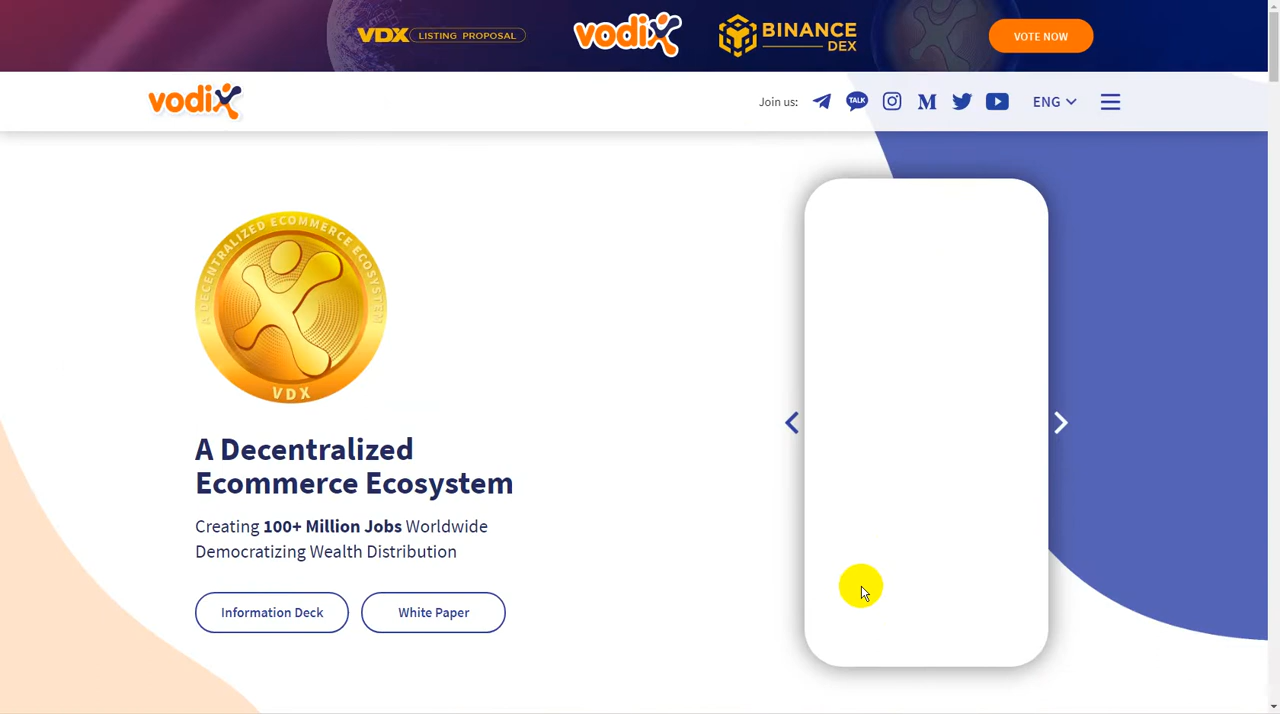 VDX LISTING PROPOSAL vodix BINANCE DEX VOTE NOW
vodix Join us: TALK M ENG
A DECENTRALIZED ECOMMERCE ECOSYSTEM
VDX
A Decentralized
Ecommerce Ecosystem
Creating 100+ Million Jobs Worldwide
Democratizing Wealth Distribution
Information Deck White Paper